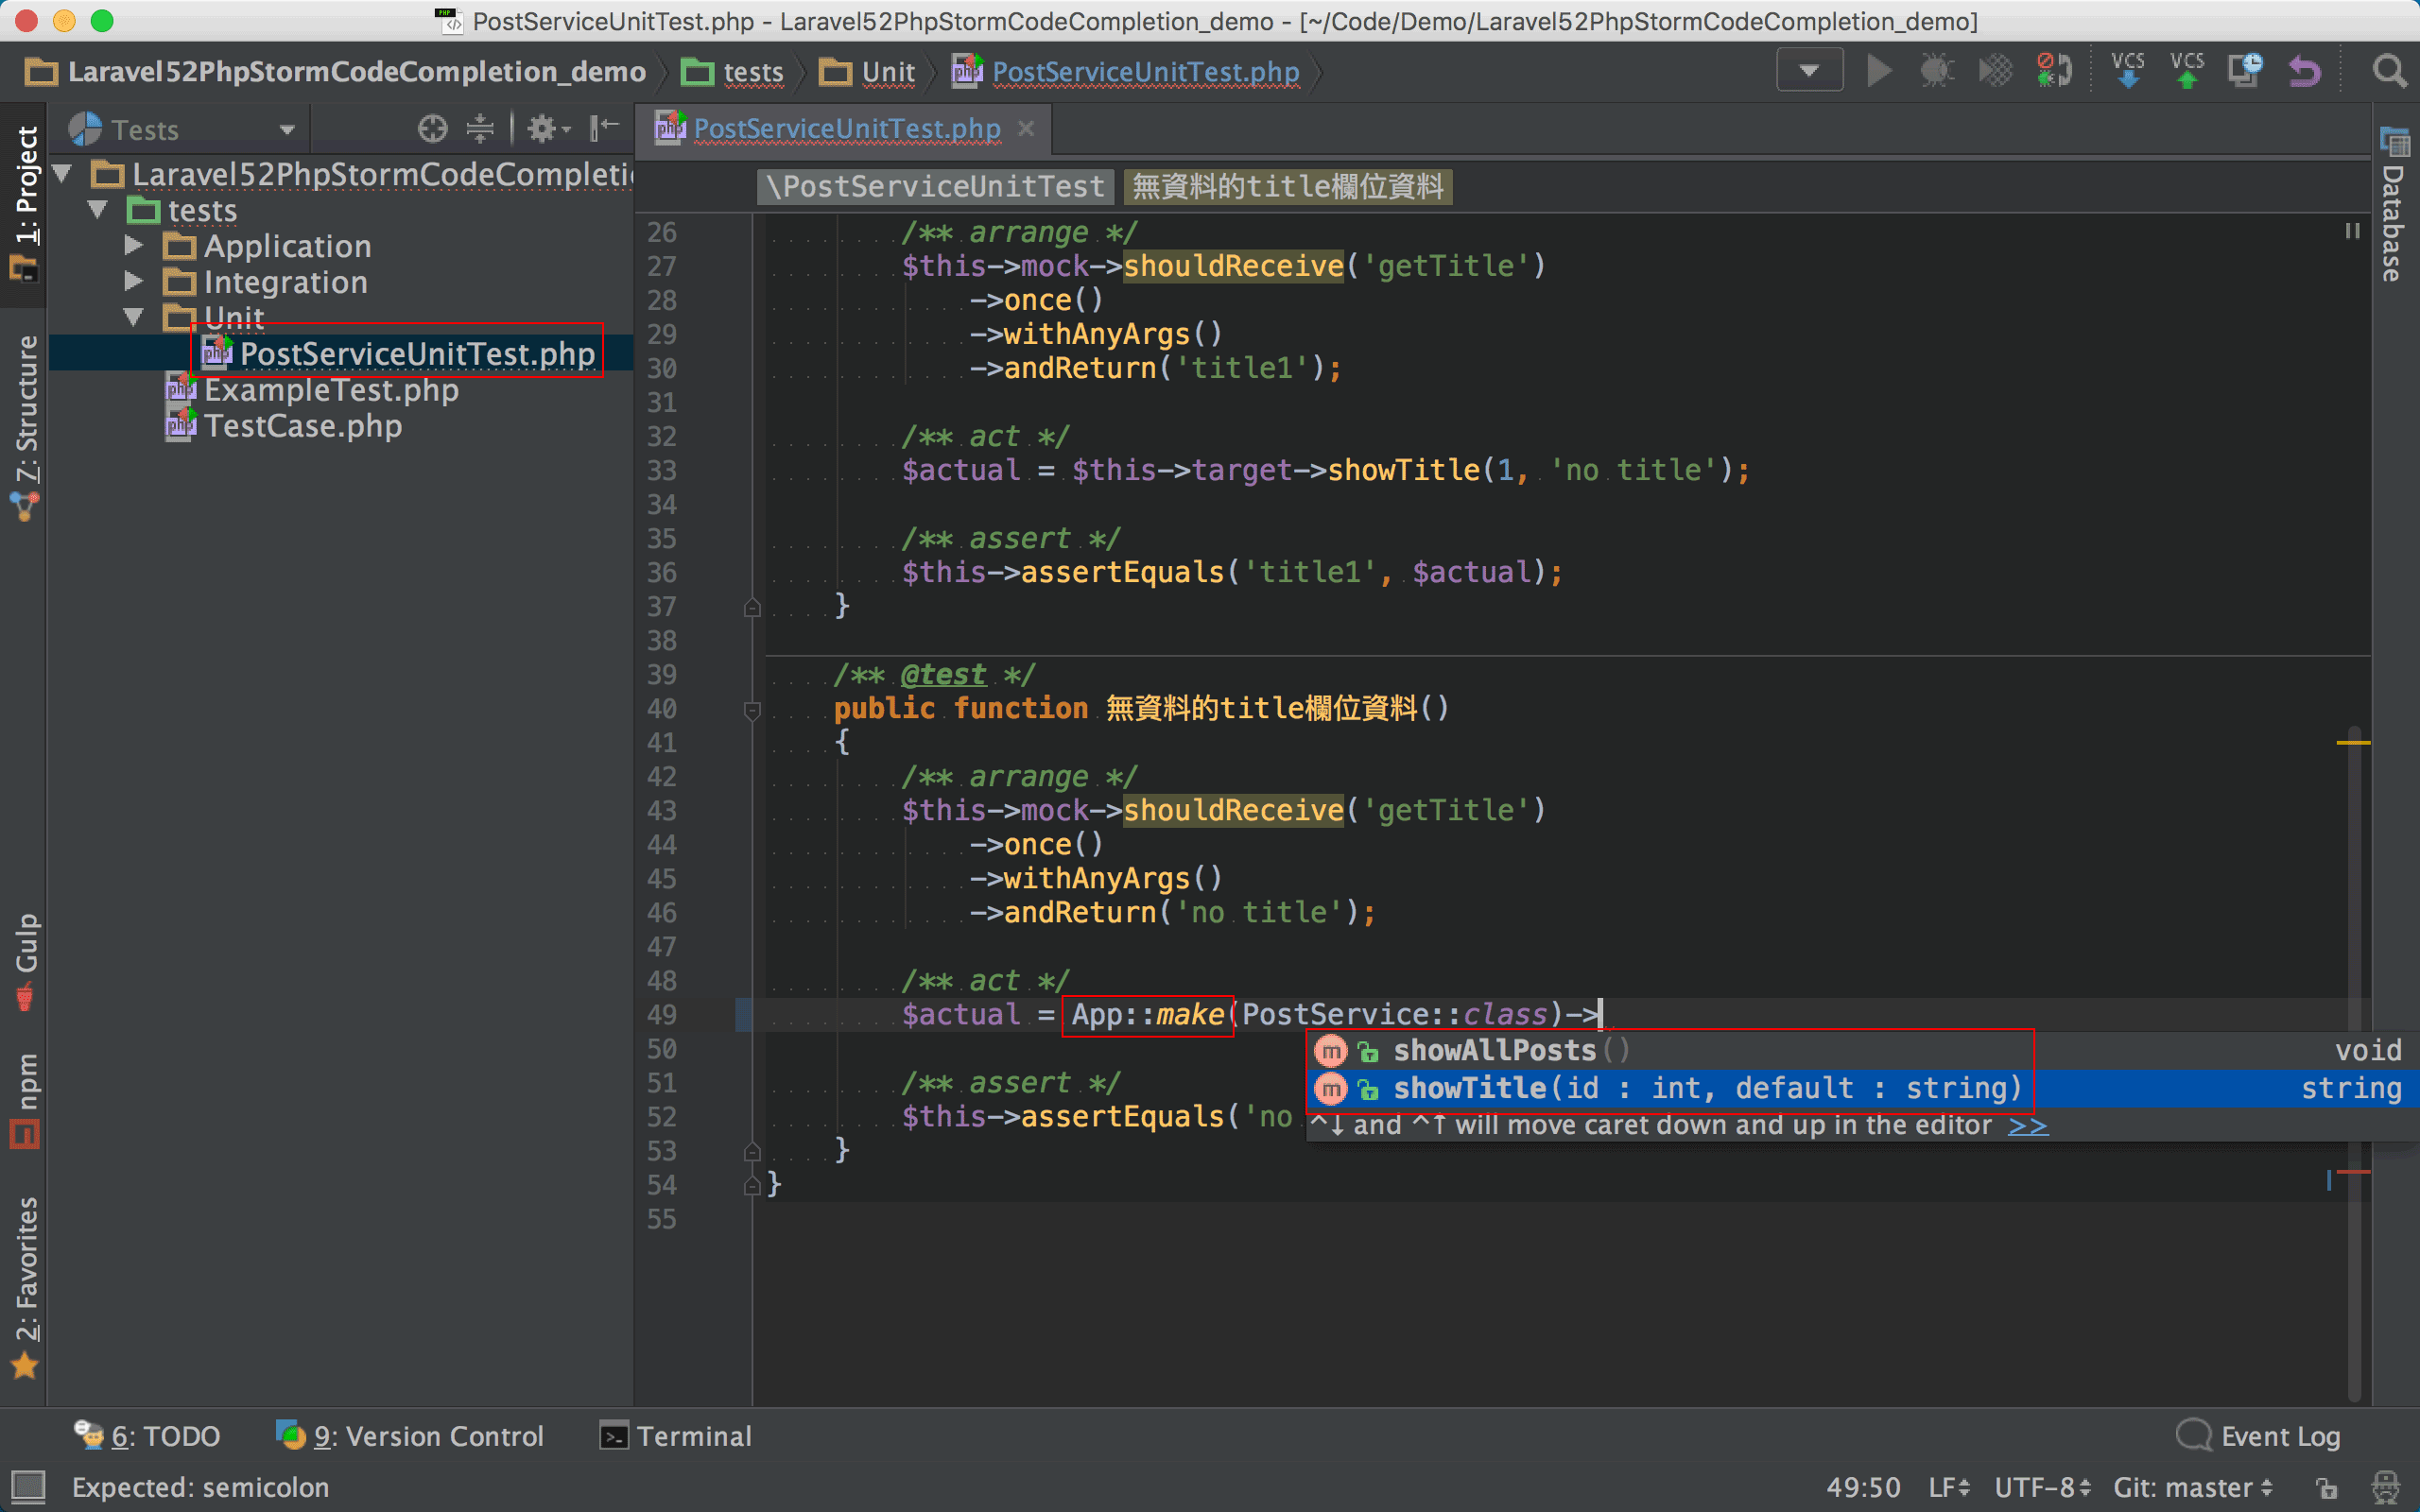 PostServiceUnitTest.php - Laravel52PhpStormCodeCompletion_demo - [~/Code/Demo/Laravel52PhpStormCodeCompletion_demo]
Laravel52PhpStormCodeCompletion_demo tests Unit PostServiceUnitTest.php
VCS VCS
Tests
PostServiceUnitTest.php
1: Project
Z: Structure
Gulp
npm
2: Favorites
Database
Laravel52PhpStormCodeCompleti
tests
Application
Integration
Unit
PostServiceUnitTest.php
ExampleTest.php
TestCase.php
\PostServiceUnitTest 無資料的title欄位資料
26 /** arrange */
27 $this->mock->shouldReceive('getTitle')
28 ->once()
29 ->withAnyArgs()
30 ->andReturn('title1');
31
32 /** act */
33 $actual = $this->target->showTitle(1, 'no title');
34
35 /** assert */
36 $this->assertEquals('title1', $actual);
37 }
38
39 /** @test */
40 public function 無資料的title欄位資料()
41 {
42 /** arrange */
43 $this->mock->shouldReceive('getTitle')
44 ->once()
45 ->withAnyArgs()
46 ->andReturn('no title');
47
48 /** act */
49 $actual = App::make(PostService::class)->
50
51 /** assert */
52 $this->assertEquals('no
53 }
54 }
55
showAllPosts() void
showTitle(id : int, default : string) string
^↓ and ^↑ will move caret down and up in the editor >>
6: TODO 9: Version Control Terminal Event Log
Expected: semicolon 49:50 LF UTF-8 Git: master